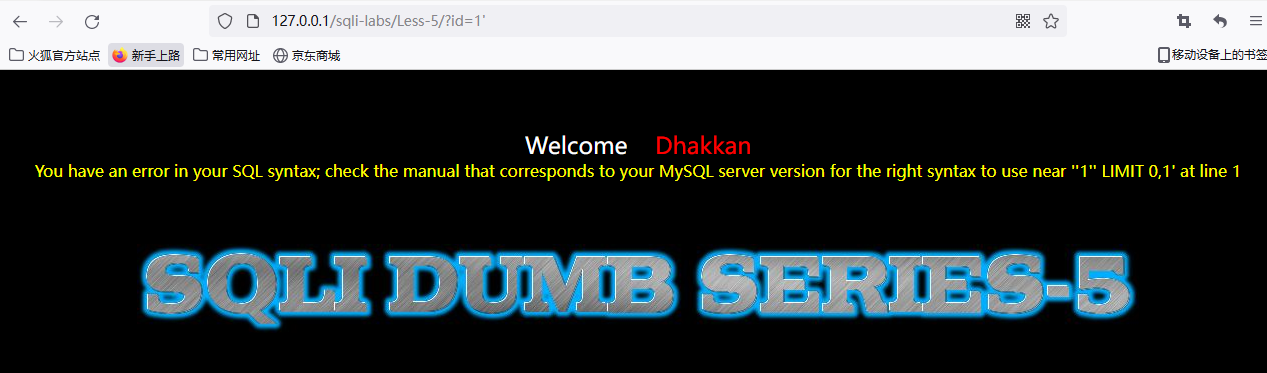 127.0.0.1/sqli-labs/Less-5/?id=1'
火狐官方站点 新手上路 常用网址 京东商城 移动设备上的书签
Welcome Dhakkan
You have an error in your SQL syntax; check the manual that corresponds to your MySQL server version for the right syntax to use near ''1'' LIMIT 0,1' at line 1
SQLI DUMB SERIES-5